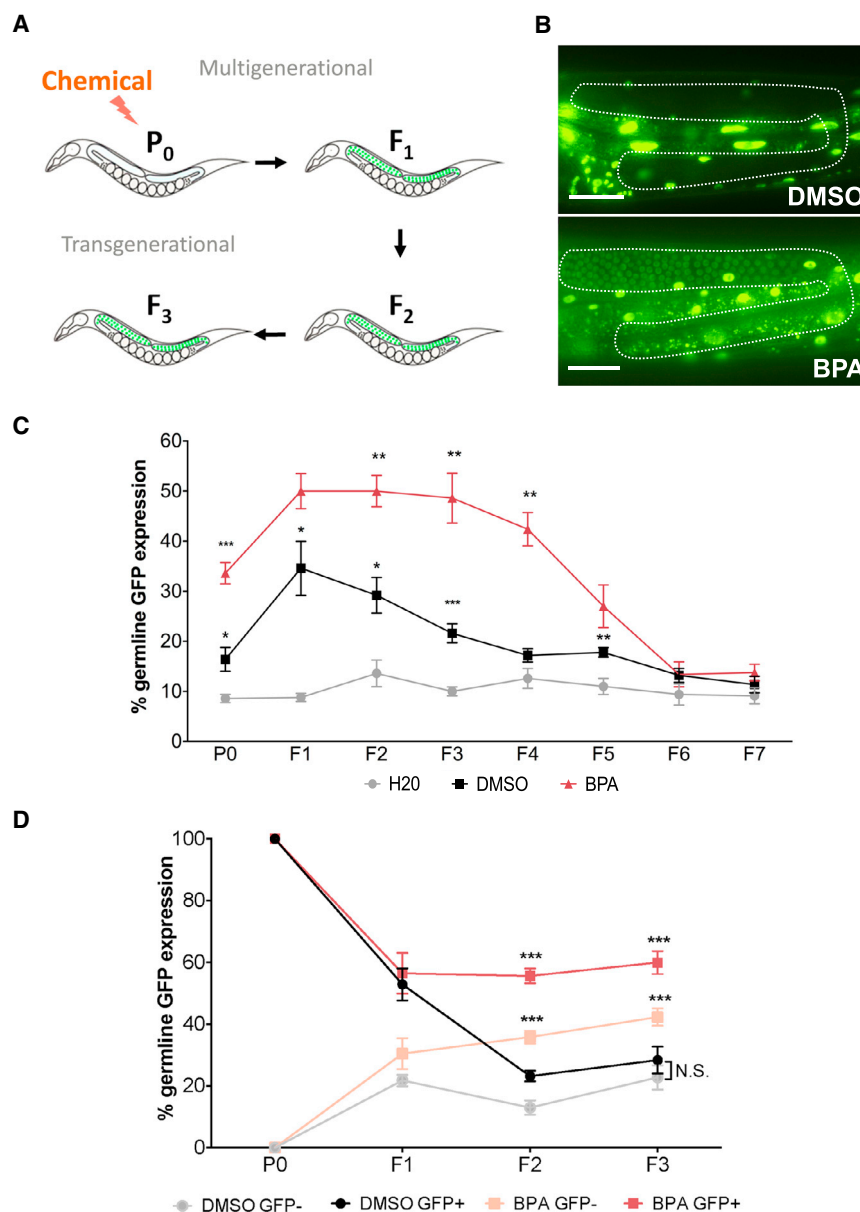 A
Chemical
Multigenerational
P0
F1
Transgenerational
F3
F2
B
DMSO
BPA
C
% germline GFP expression
60
50
40
30
20
10
0
***
*
*
**
*
**
***
**
**
P0 F1 F2 F3 F4 F5 F6 F7
H20 DMSO BPA
D
% germline GFP expression
100
80
60
40
20
0
***
***
***
***
N.S.
P0 F1 F2 F3
DMSO GFP- DMSO GFP+ BPA GFP- BPA GFP+